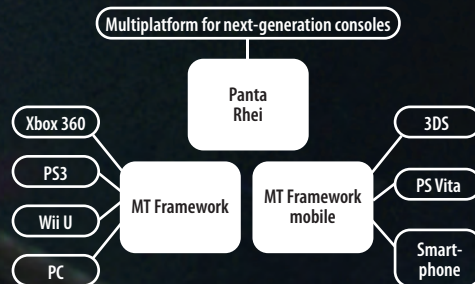 Multiplatform for next-generation consoles
Panta
Rhei
Xbox 360
PS3
Wii U
PC
MT Framework
MT Framework
mobile
3DS
PS Vita
Smart-
phone